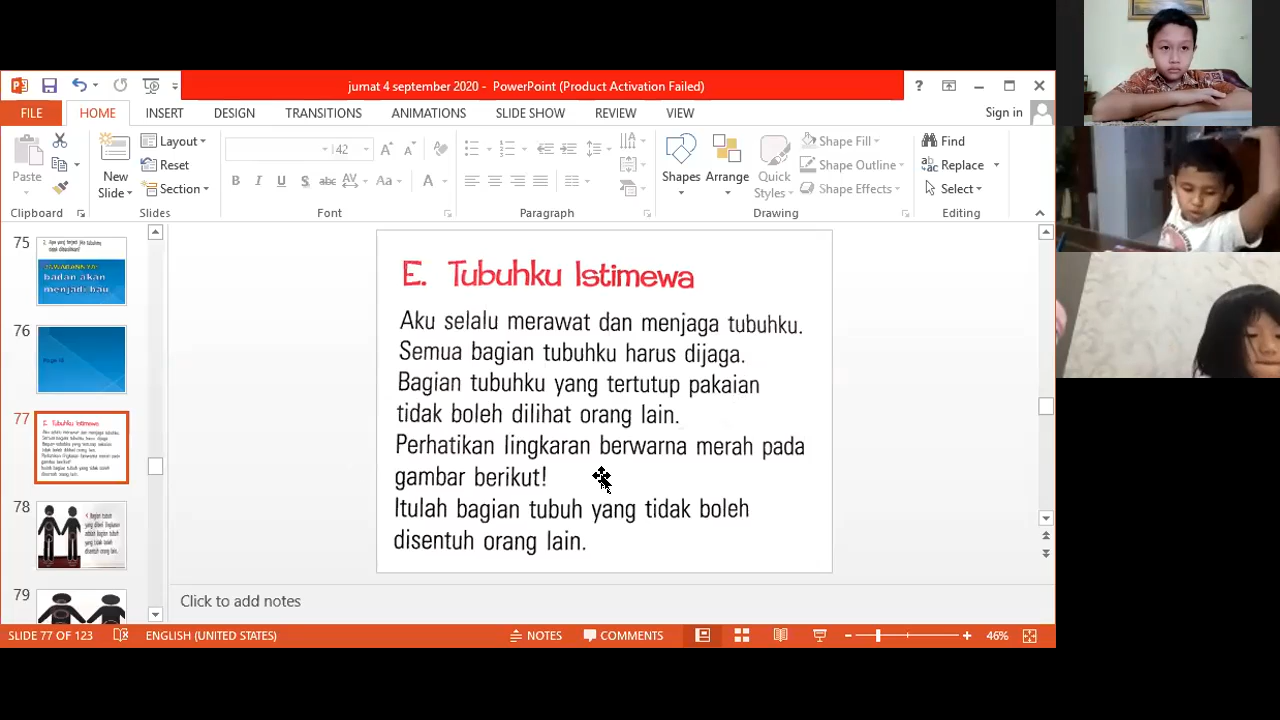 jumat 4 september 2020 - PowerPoint (Product Activation Failed)
FILE HOME INSERT DESIGN TRANSITIONS ANIMATIONS SLIDE SHOW REVIEW VIEW Sign in
Paste
New Slide
Layout
Reset
Section
42
Shapes
Arrange
Quick Styles
Shape Fill
Shape Outline
Shape Effects
Find
Replace
Select
Clipboard Slides Font Paragraph Drawing Editing
75
badan akan
menjadi bau
76
77
78
79
E. Tubuhku Istimewa
Aku selalu merawat dan menjaga tubuhku.
Semua bagian tubuhku harus dijaga.
Bagian tubuhku yang tertutup pakaian
tidak boleh dilihat orang lain.
Perhatikan lingkaran berwarna merah pada
gambar berikut!
Itulah bagian tubuh yang tidak boleh
disentuh orang lain.
Click to add notes
SLIDE 77 OF 123 ENGLISH (UNITED STATES) NOTES COMMENTS 46%